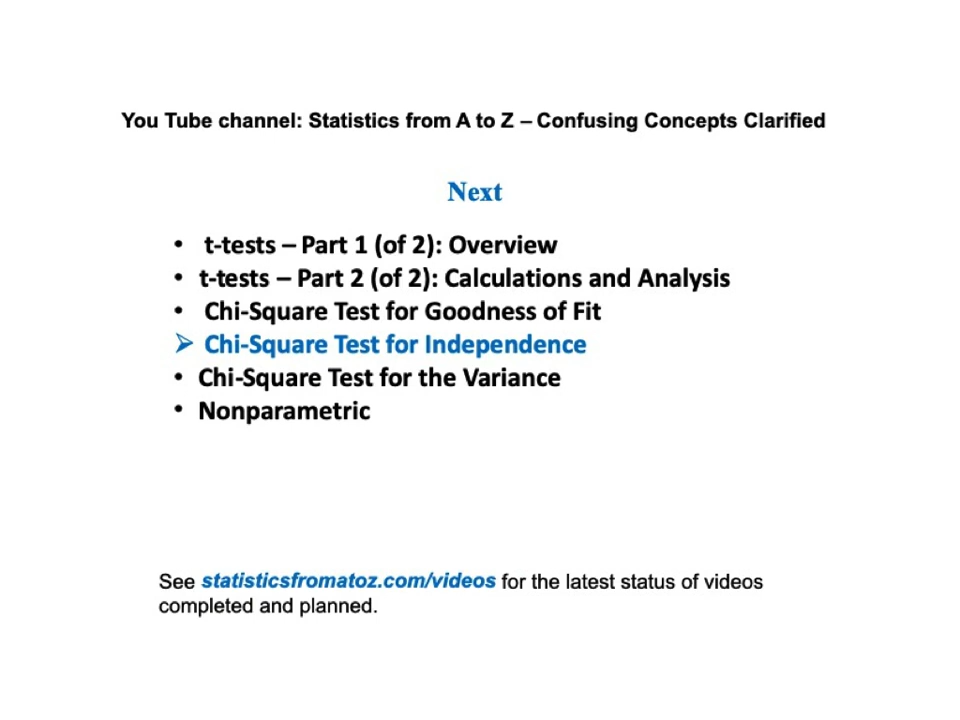 You Tube channel: Statistics from A to Z – Confusing Concepts Clarified
Next
• t-tests – Part 1 (of 2): Overview
• t-tests – Part 2 (of 2): Calculations and Analysis
• Chi-Square Test for Goodness of Fit
➢ Chi-Square Test for Independence
• Chi-Square Test for the Variance
• Nonparametric
See statisticsfromatoz.com/videos for the latest status of videos
completed and planned.